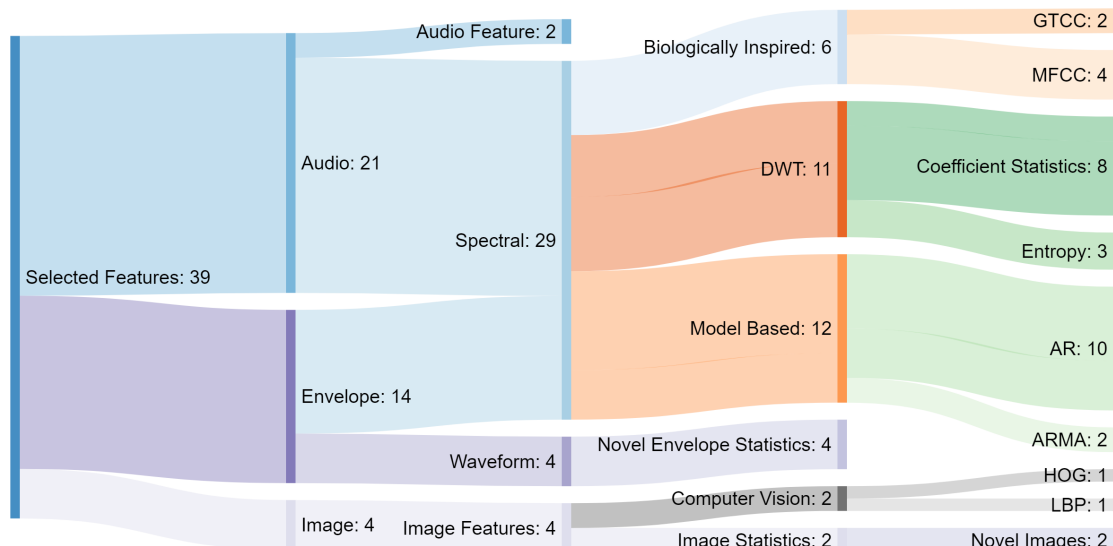 Selected Features: 39
Audio: 21
Envelope: 14
Image: 4
Audio Feature: 2
Spectral: 29
Waveform: 4
Image Features: 4
Biologically Inspired: 6
DWT: 11
Model Based: 12
Novel Envelope Statistics: 4
Computer Vision: 2
Image Statistics: 2
GTCC: 2
MFCC: 4
Coefficient Statistics: 8
Entropy: 3
AR: 10
ARMA: 2
HOG: 1
LBP: 1
Novel Images: 2